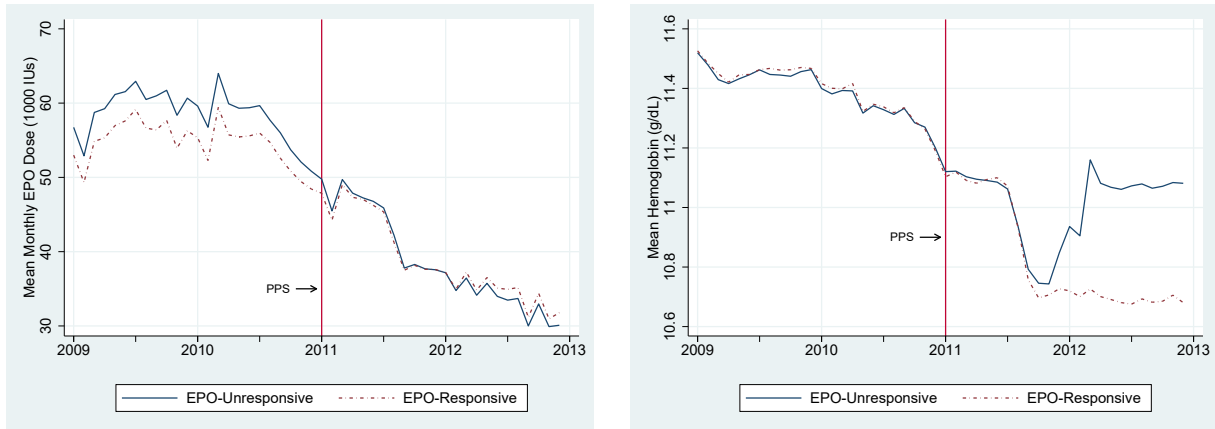 Mean Monthly EPO Dose (1000 IUs)
70
60
50
40
30
PPS
2009 2010 2011 2012 2013
EPO-Unresponsive EPO-Responsive
Mean Hemoglobin (g/dL)
11.6
11.4
11.2
11
10.8
10.6
PPS
2009 2010 2011 2012 2013
EPO-Unresponsive EPO-Responsive